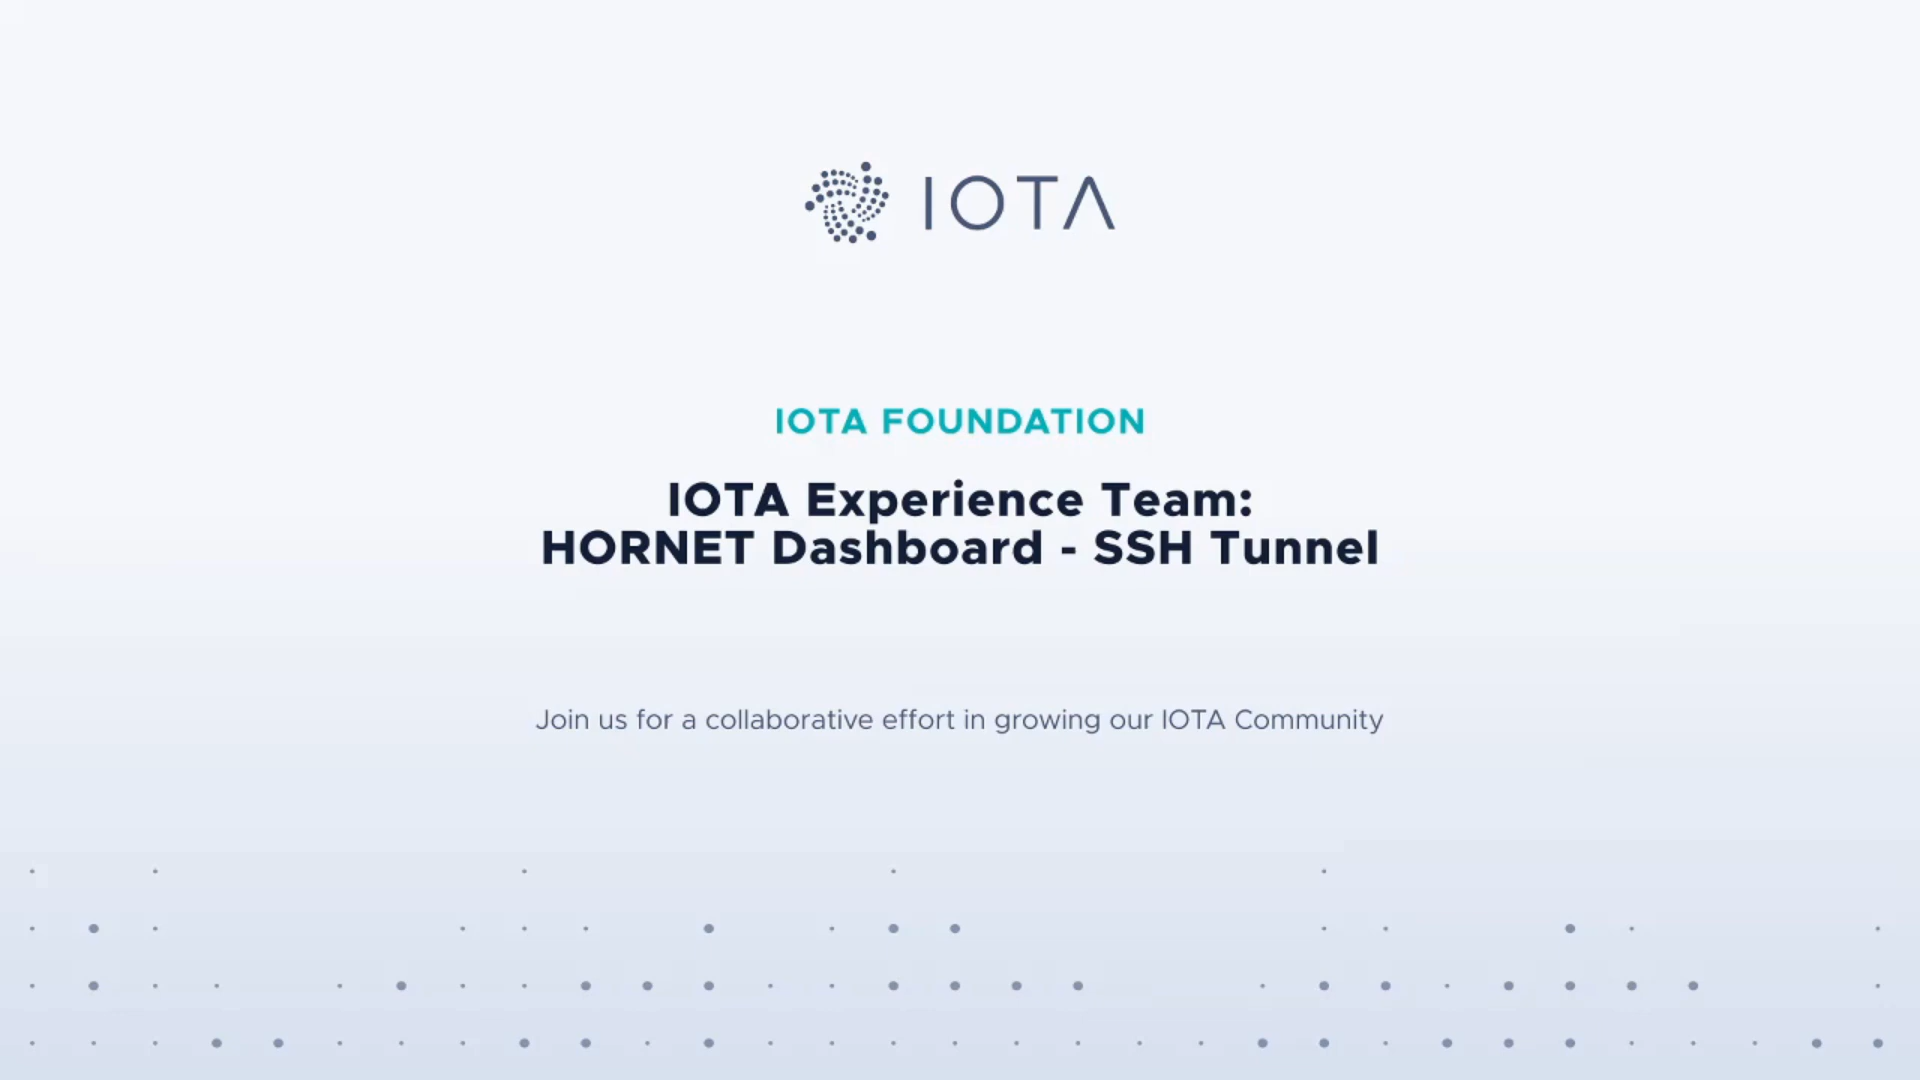 IOTA
IOTA FOUNDATION
IOTA Experience Team:
HORNET Dashboard - SSH Tunnel
Join us for a collaborative effort in growing our IOTA Community